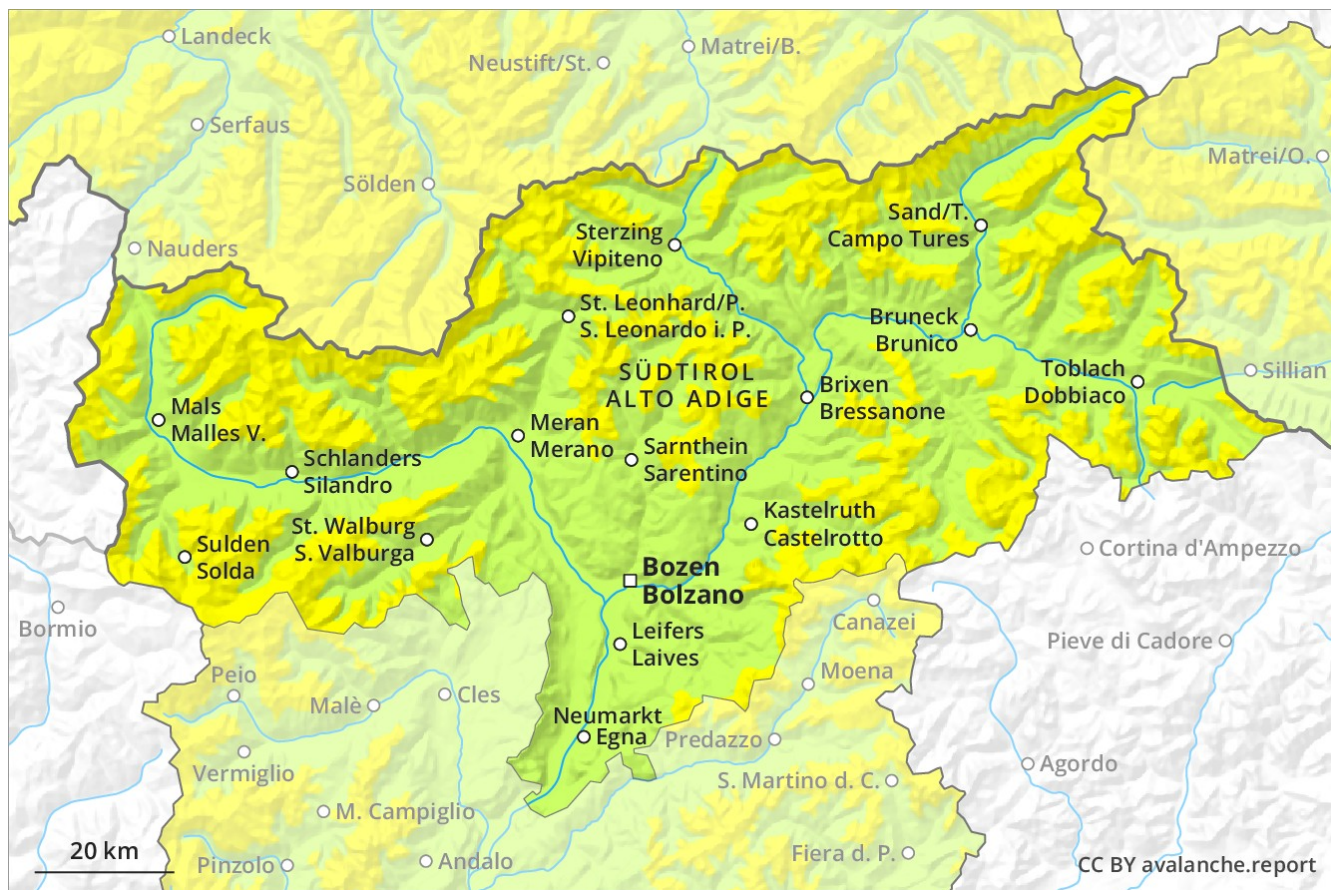 Landeck
Matrei/B.
Neustift/St.
Serfaus
Matrei/O.
Sölden
Sand/T.
Campo Tures
Sterzing
Vipiteno
Nauders
St. Leonhard/P.
S. Leonardo i. P.
Bruneck
Brunico
SÜDTIROL
ALTO ADIGE
Toblach
Dobbiaco
Sillian
Brixen
Bressanone
Mals
Malles V.
Meran
Merano
Sarnthein
Sarentino
Schlanders
Silandro
Kastelruth
Castelrotto
St. Walburg
S. Valburga
Sulden
Solda
Cortina d'Ampezzo
Bozen
Bolzano
Bormio
Canazei
Leifers
Laives
Pieve di Cadore
Peio
Moena
Malè
Cles
Neumarkt
Egna
Predazzo
Vermiglio
Agordo
S. Martino d. C.
M. Campiglio
20 km
Pinzolo
Andalo
Fiera d. P.
CC BY avalanche.report